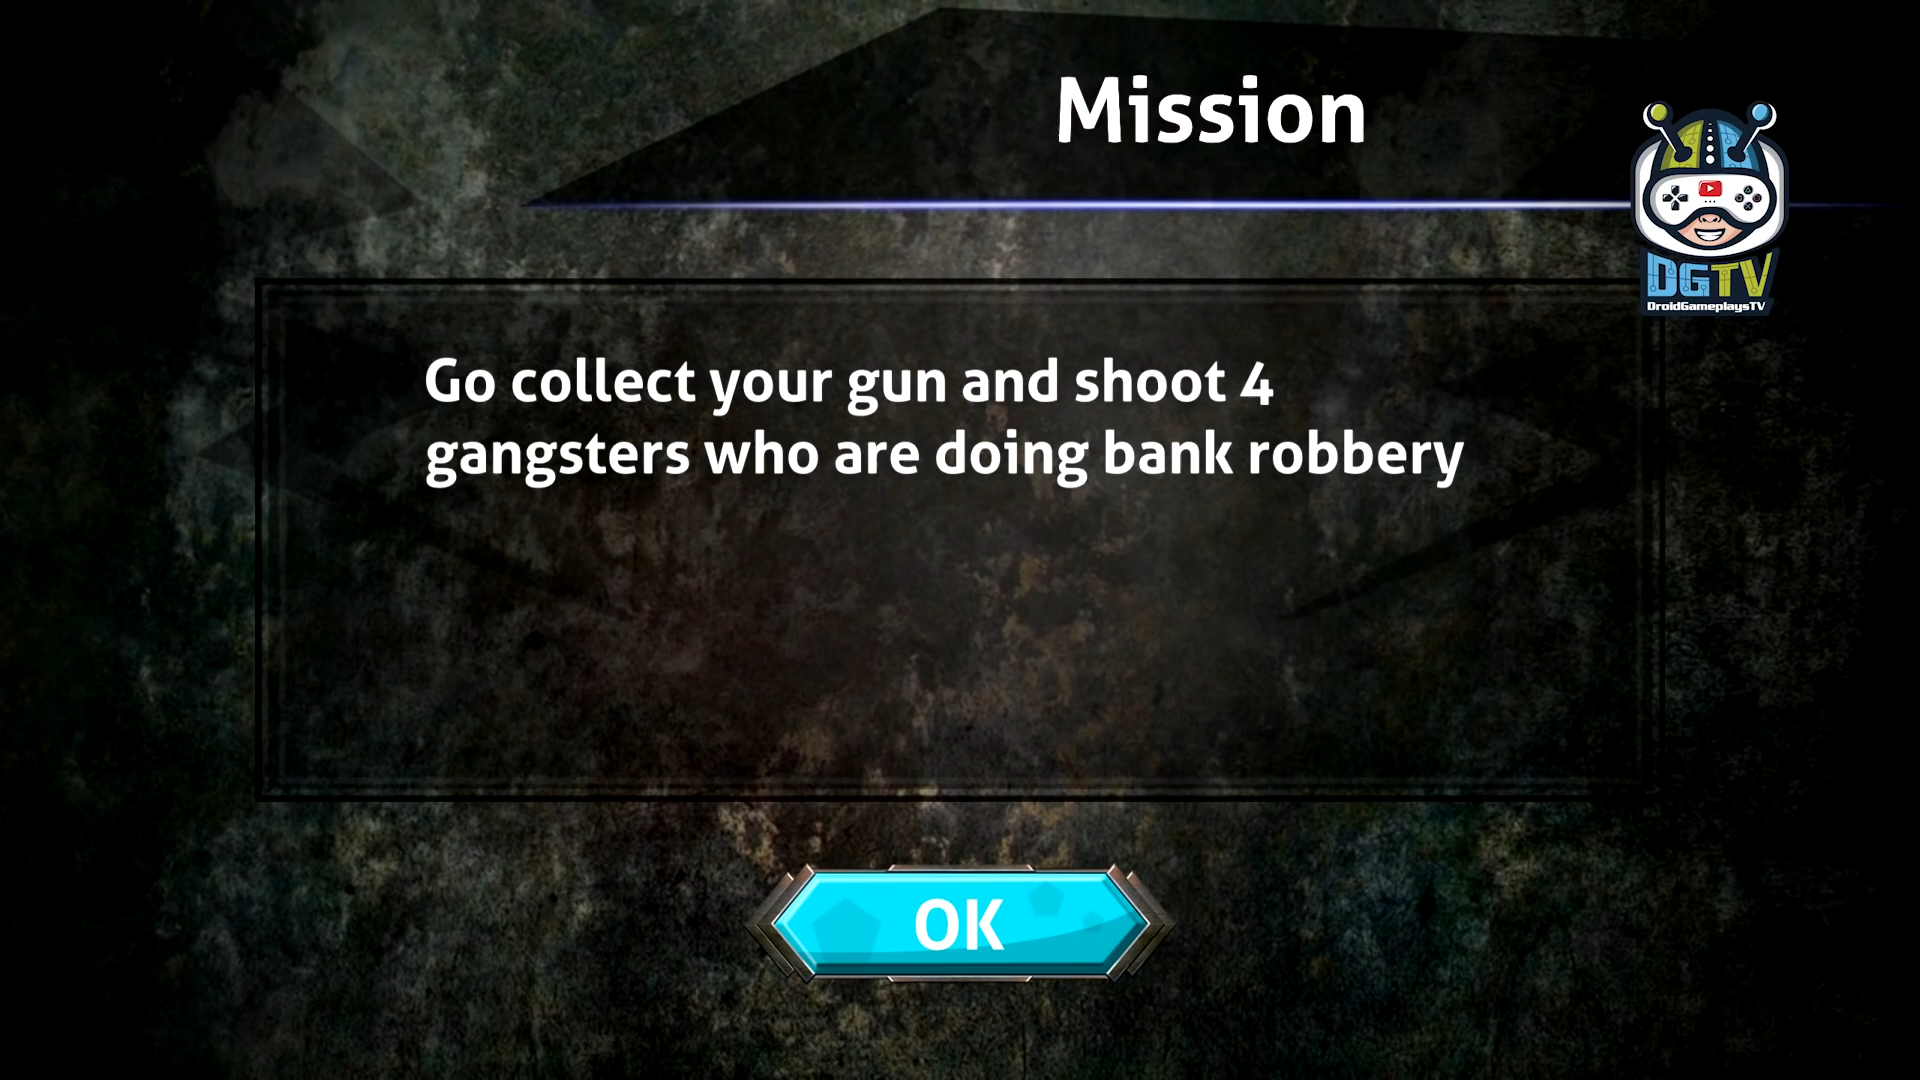 Mission
DGTV
DroidGameplaysTV
Go collect your gun and shoot 4
gangsters who are doing bank robbery
OK